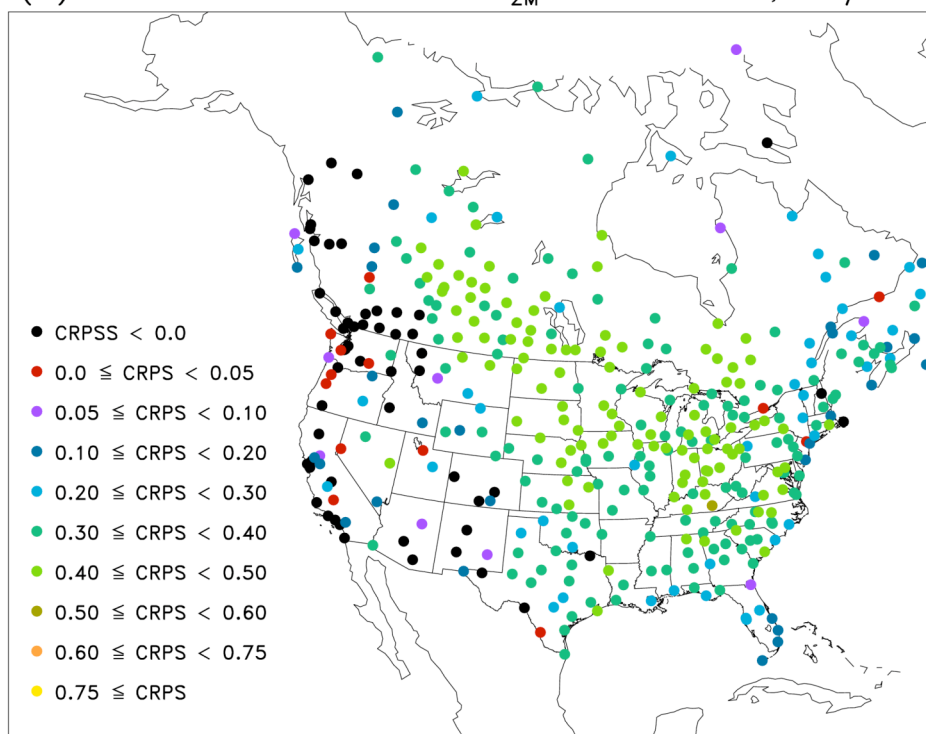 2M
CRPSS < 0.0
0.0 ≦ CRPS < 0.05
0.05 ≦ CRPS < 0.10
0.10 ≦ CRPS < 0.20
0.20 ≦ CRPS < 0.30
0.30 ≦ CRPS < 0.40
0.40 ≦ CRPS < 0.50
0.50 ≦ CRPS < 0.60
0.60 ≦ CRPS < 0.75
0.75 ≦ CRPS